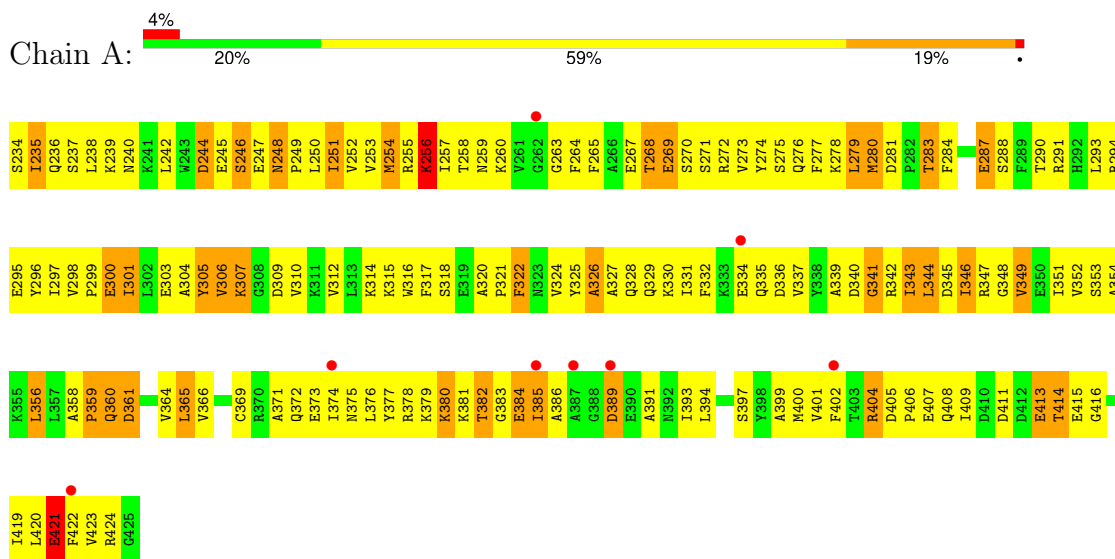 4%
Chain A:
20% 59% 19% •
S234 I235 Q236 S237 L238 K239 N240 K241 L242 W243 D244 E245 S246 E247 N248 P249 L250 I251 V252 V253 M254 R255 K256 I257 T258 N259 K260 V261 G262 G263 F264 F265 A266 E267 T268 E269 S270 S271 R272 V273 Y274 S275 Q276 F277 K278 L279 M280 D281 P282 T283 F284 E287 S288 F289 T290 R291 H292 L293
E295 Y296 I297 V298 P299 E300 I301 L302 E303 A304 Y305 V306 K307 G308 D309 V310 K311 V312 L313 K314 K315 W316 F317 S318 E319 A320 P321 F322 N323 V324 Y325 A326 A327 Q328 Q329 K330 I331 F332 K333 E334 Q335 D336 V337 Y338 A339 D340 G341 R342 I343 L344 D345 I346 R347 G348 V349 E350 I351 V352 S353 A354
K355 L356 L357 A358 P359 Q360 D361 V364 L365 V366 C369 R370 A371 Q372 E373 I374 N375 L376 Y377 R378 K379 K380 K381 T382 G383 E384 I385 A386 A387 G388 D389 E390 A391 N392 I393 L394 S397 Y398 A399 M400 V401 F402 T403 R404 D405 P406 E407 Q408 I409 D410 D411 D412 E413 T414 E415 G416
I419 L420 E421 F422 V423 R424 G425